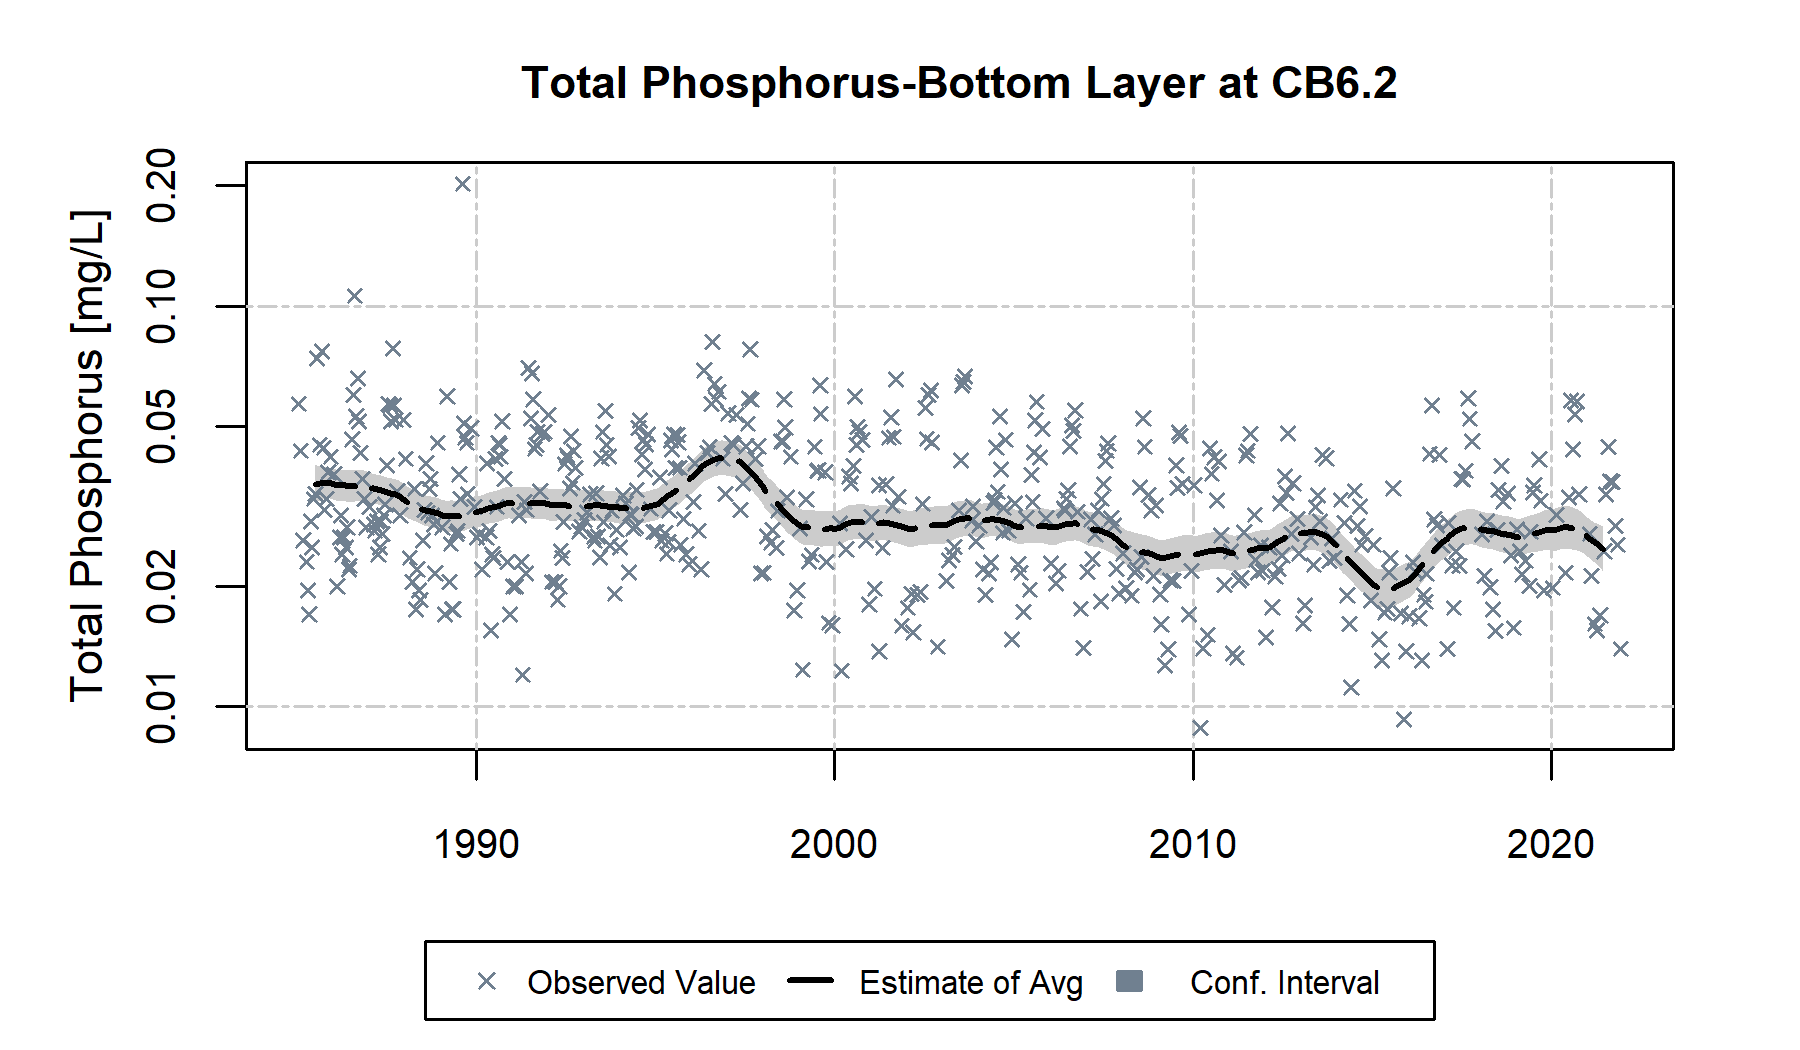 Total Phosphorus-Bottom Layer at CB6.2
Total Phosphorus [mg/L]
0.20
0.10
0.05
0.02
0.01
1990 2000 2010 2020
Observed Value Estimate of Avg Conf. Interval